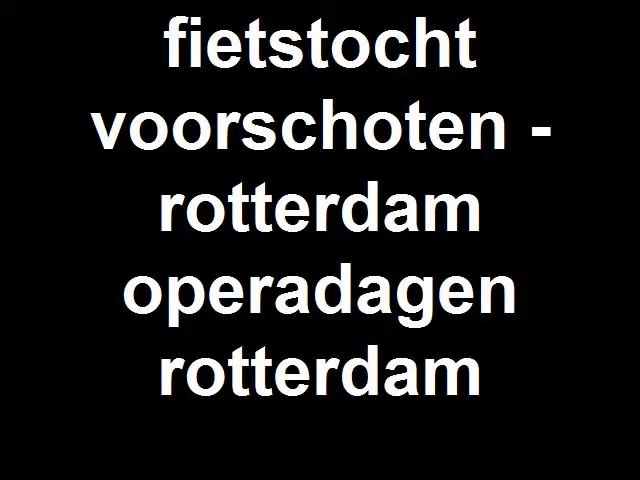 fietstocht
voorschoten -
rotterdam
operadagen
rotterdam